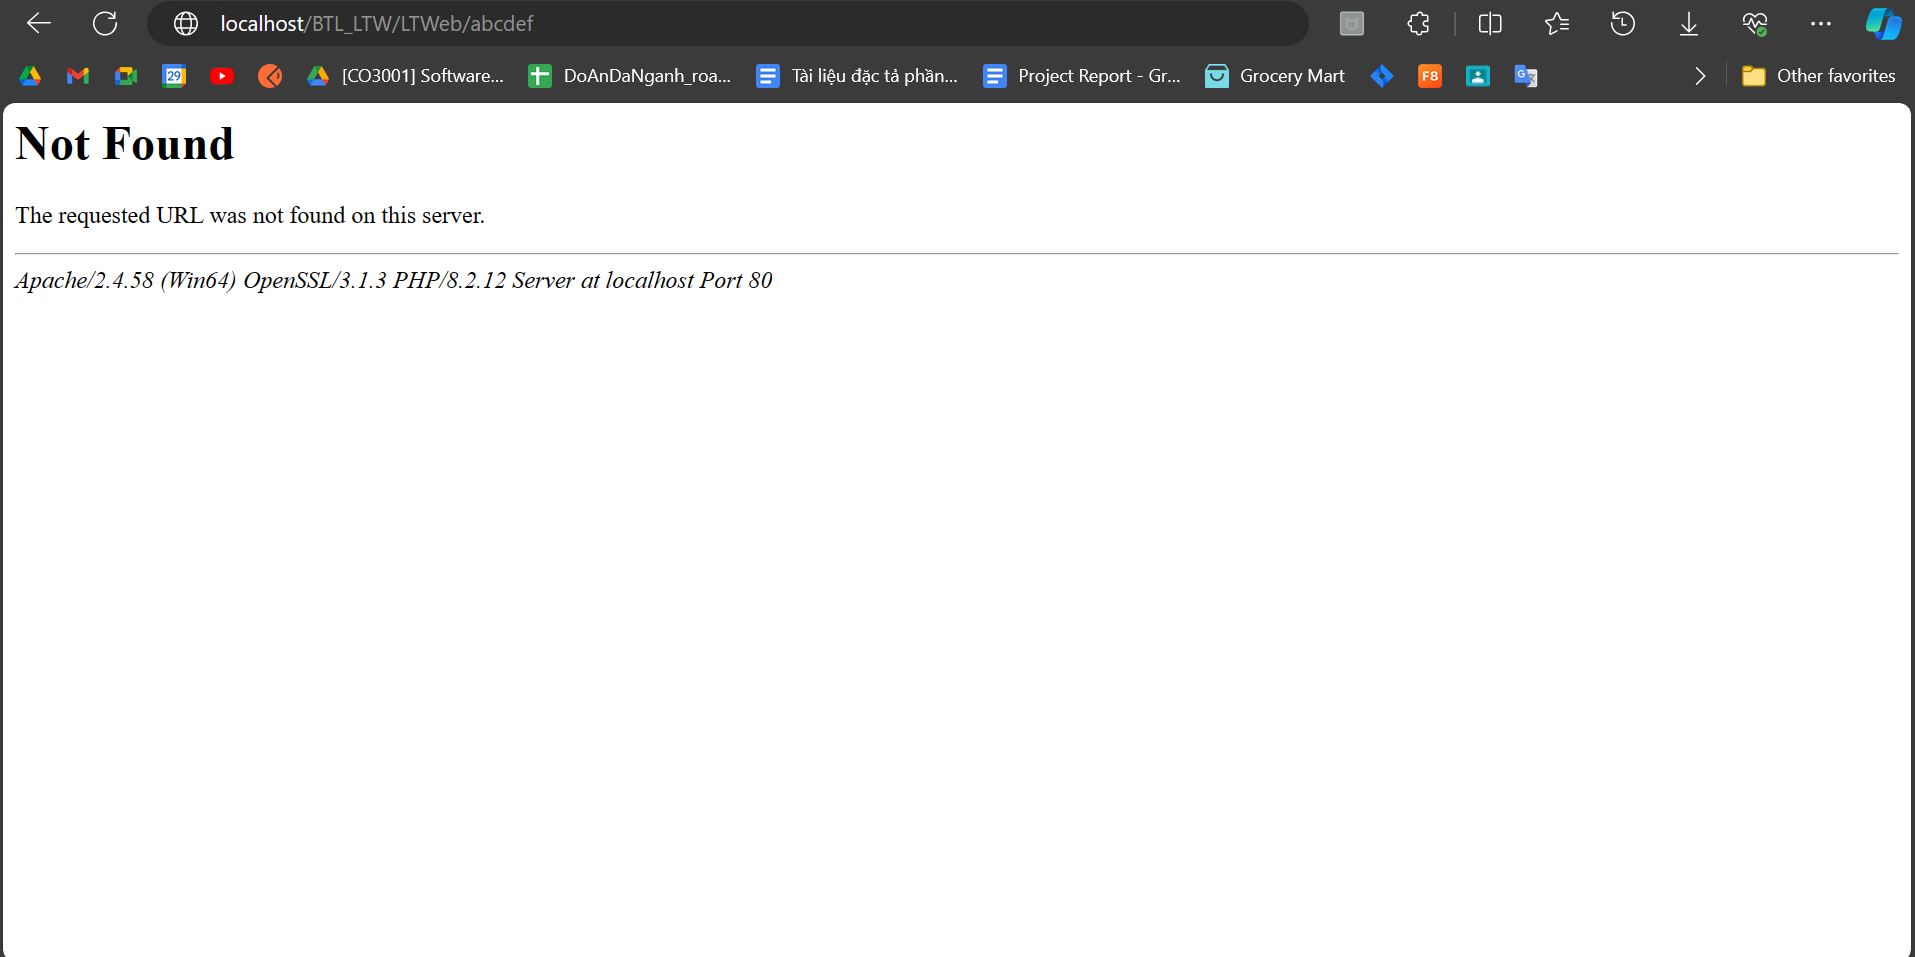 localhost/BTL_LTW/LTWeb/abcdef
29
[CO3001] Software...
DoAnDaNganh_roa...
Tài liệu đặc tả phần...
Project Report - Gr...
Grocery Mart
F8
Other favorites
Not Found
The requested URL was not found on this server.
Apache/2.4.58 (Win64) OpenSSL/3.1.3 PHP/8.2.12 Server at localhost Port 80